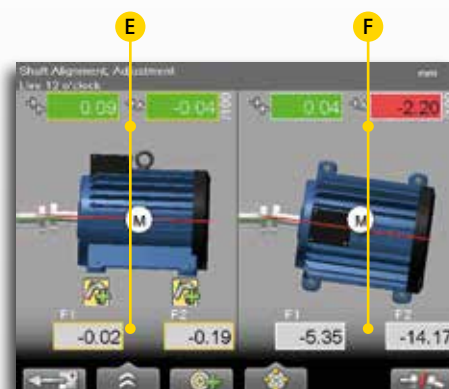 E F
Shaft Alignment, Adjustment mm
Live 12 o'clock
0.09 -0.04 /100 0.04 -2.20
M M
F1 F2 F1 F2
-0.02 -0.19 -5.35 -14.17